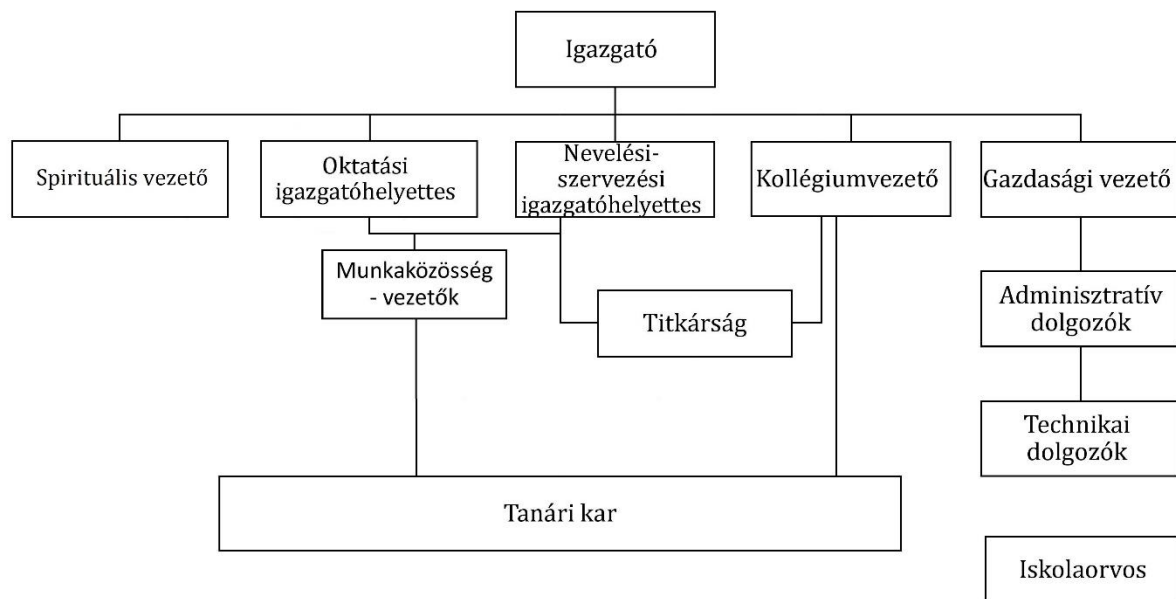 Igazgató
Spirituális vezető
Oktatási
igazgatóhelyettes
Nevelési-
szervezési
igazgatóhelyettes
Kollégiumvezető
Gazdasági vezető
Munkaközösség
- vezetők
Titkárság
Adminisztratív
dolgozók
Technikai
dolgozók
Tanári kar
Iskolaorvos